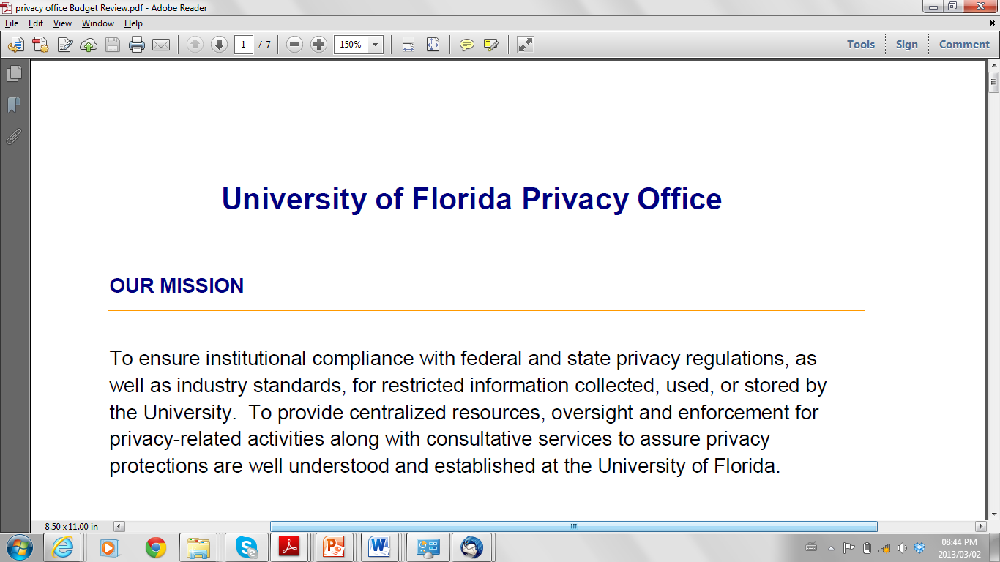 privacy office Budget Review.pdf - Adobe Reader
File Edit View Window Help
1 / 7 150% Tools Sign Comment
University of Florida Privacy Office
OUR MISSION
To ensure institutional compliance with federal and state privacy regulations, as
well as industry standards, for restricted information collected, used, or stored by
the University.  To provide centralized resources, oversight and enforcement for
privacy-related activities along with consultative services to assure privacy
protections are well understood and established at the University of Florida.
8.50 x 11.00 in
08:44 PM
2013/03/02